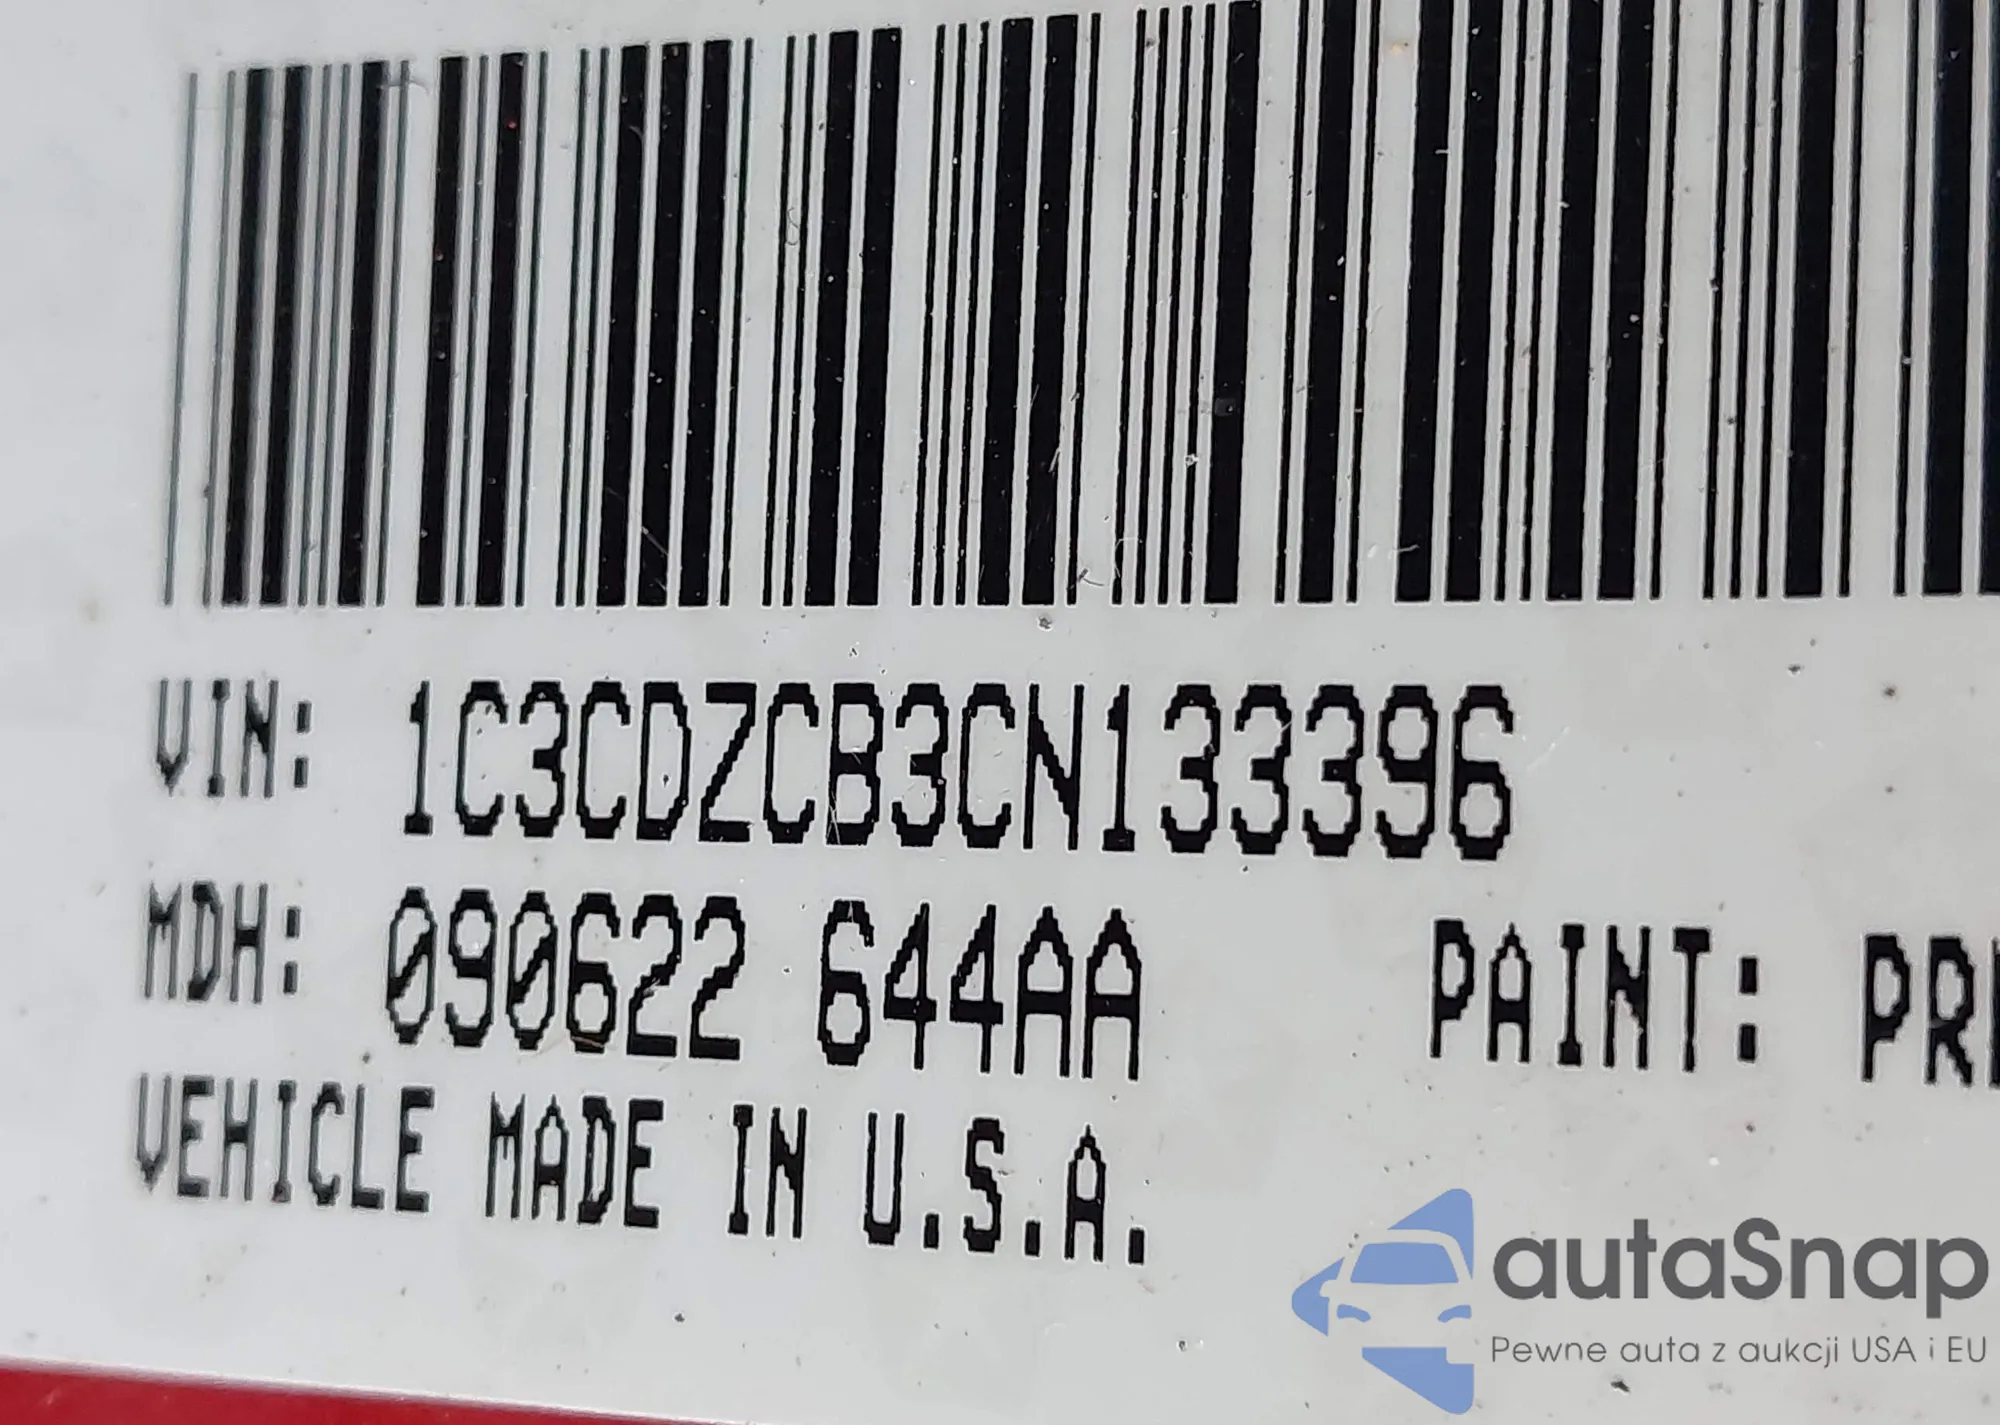 VIN: 1C3CDZCB3CN133396
MDH: 090622 644AA PAINT:
VEHICLE MADE IN U.S.A.
autaSnap
Pewne auta z aukcji USA i EU